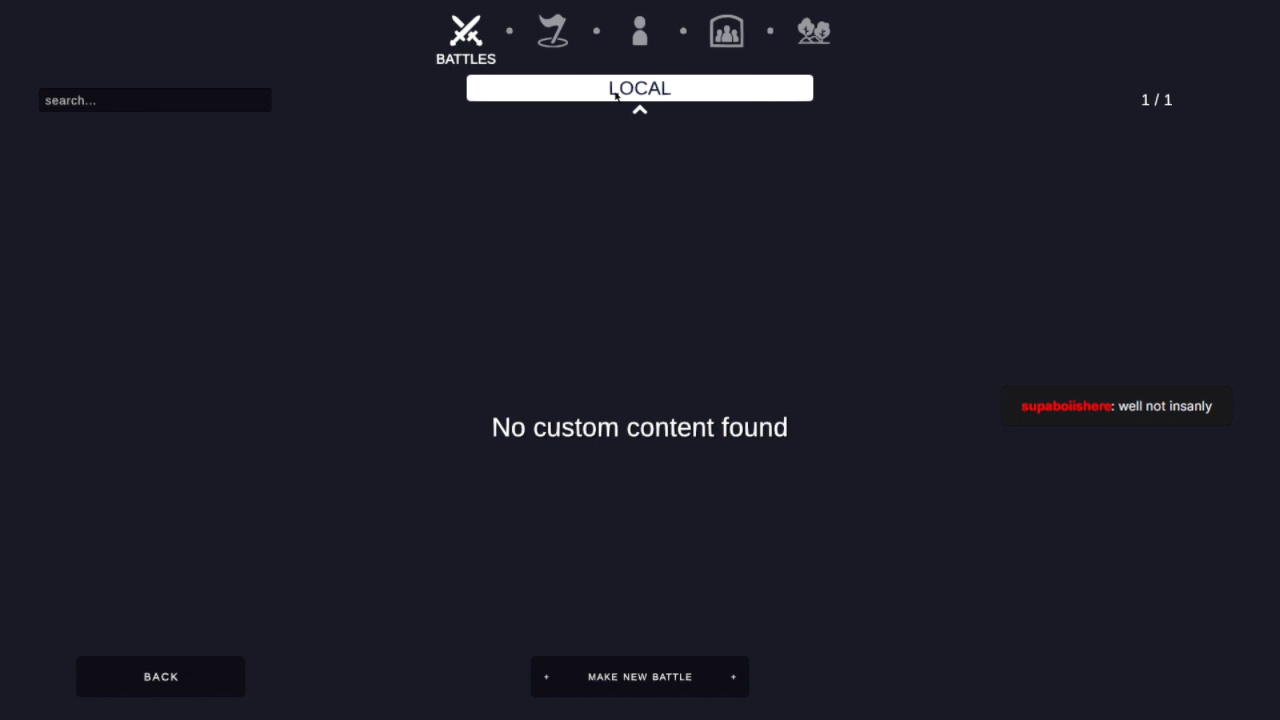 BATTLES
LOCAL
search...
1 / 1
supaboiishere: well not insanly
No custom content found
BACK
+ MAKE NEW BATTLE +